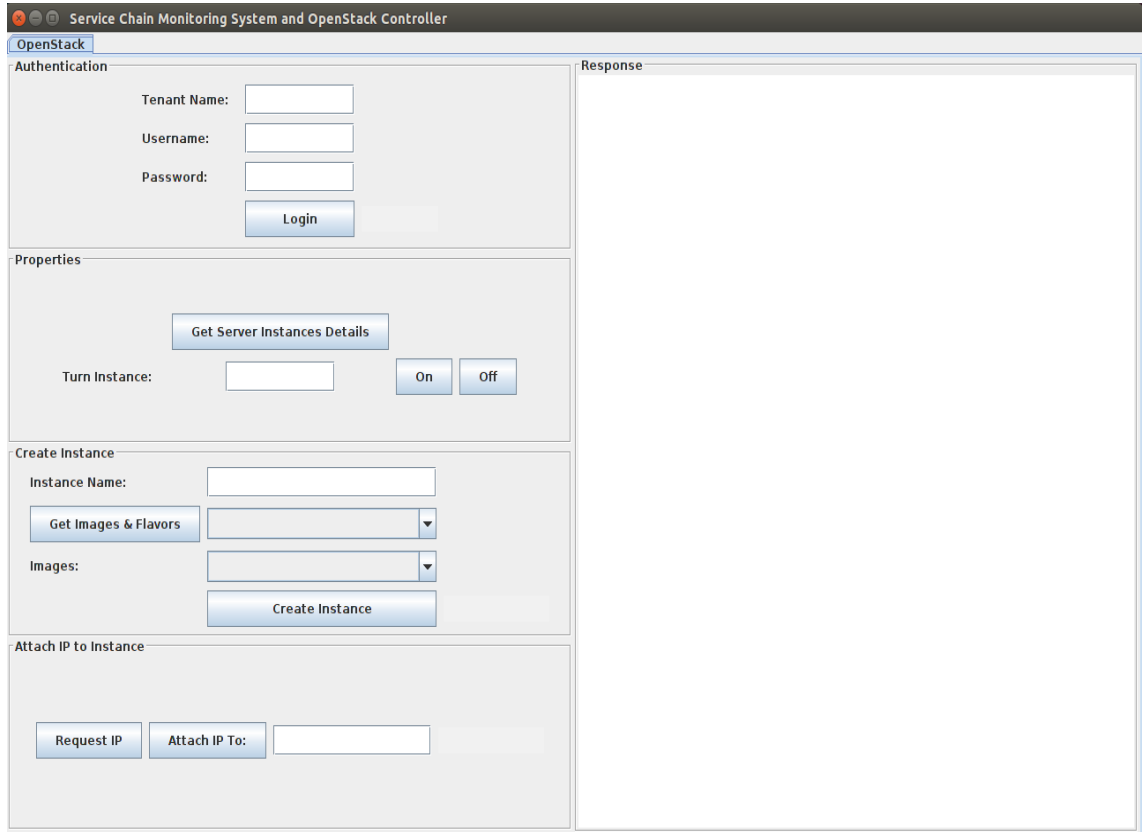 Service Chain Monitoring System and OpenStack Controller
OpenStack
Authentication
Tenant Name:
Username:
Password:
Login
Properties
Get Server Instances Details
Turn Instance:
On
Off
Create Instance
Instance Name:
Get Images & Flavors
Images:
Create Instance
Attach IP to Instance
Request IP
Attach IP To:
Response